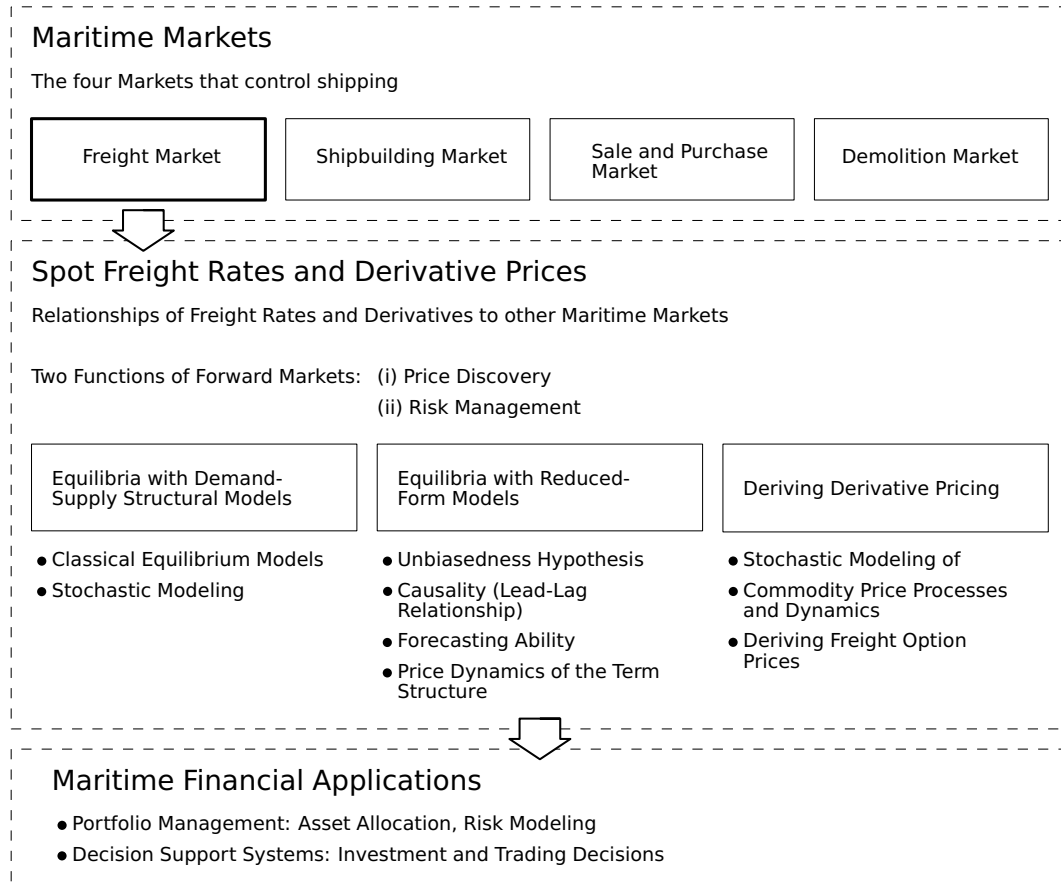 Maritime Markets
The four Markets that control shipping
Freight Market
Shipbuilding Market
Sale and Purchase
Market
Demolition Market
Spot Freight Rates and Derivative Prices
Relationships of Freight Rates and Derivatives to other Maritime Markets
Two Functions of Forward Markets: (i) Price Discovery
(ii) Risk Management
Equilibria with Demand-
Supply Structural Models
● Classical Equilibrium Models
● Stochastic Modeling
Equilibria with Reduced-
Form Models
● Unbiasedness Hypothesis
● Causality (Lead-Lag
Relationship)
● Forecasting Ability
● Price Dynamics of the Term
Structure
Deriving Derivative Pricing
● Stochastic Modeling of
● Commodity Price Processes
and Dynamics
● Deriving Freight Option
Prices
Maritime Financial Applications
● Portfolio Management: Asset Allocation, Risk Modeling
● Decision Support Systems: Investment and Trading Decisions